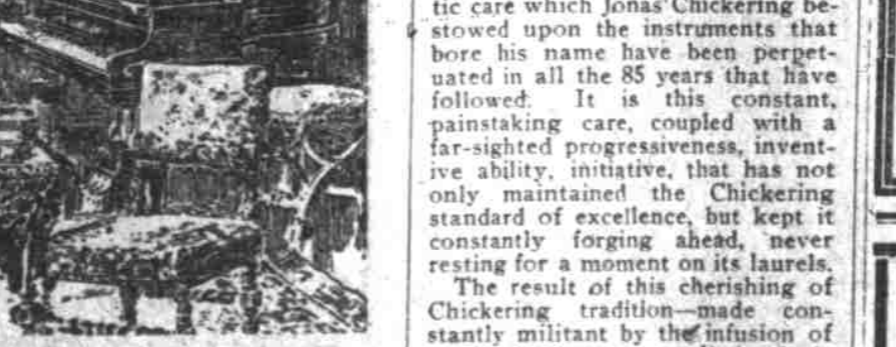 tic care which Jonas Chickering be-
stowed upon the instruments that
bore his name have been perpet-
uated in all the 85 years that have
followed. It is this constant,
painstaking care, coupled with a
far-sighted progressiveness, invent-
ive ability, initiative, that has not
only maintained the Chickering
standard of excellence, but kept it
constantly forging ahead, never
resting for a moment on its laurels.
The result of this cherishing of
Chickering tradition—made con-
stantly militant by the infusion of